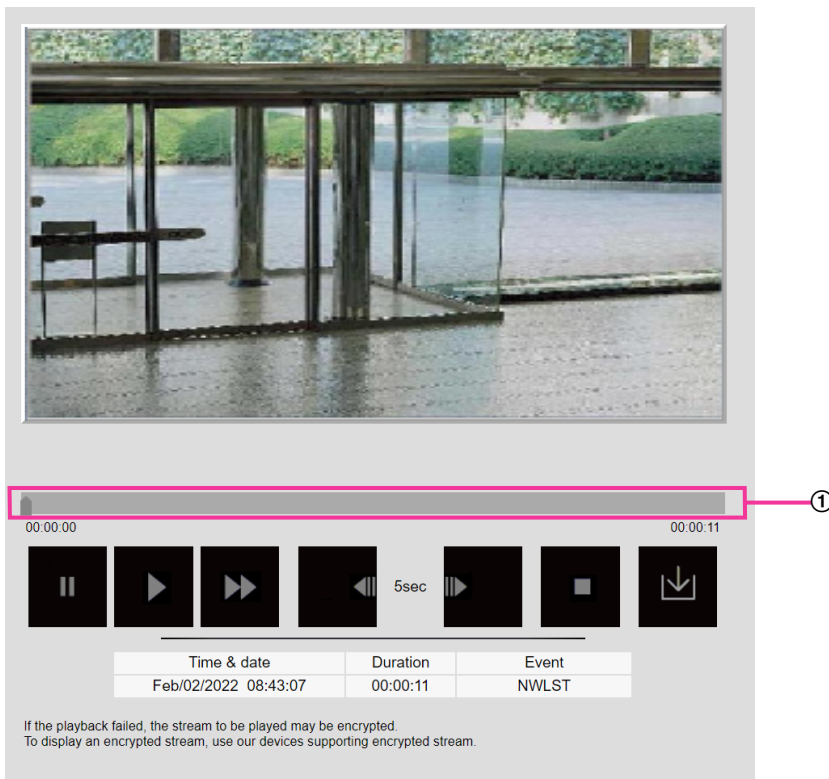 ①
00:00:00 00:00:11
5sec
Time & date Duration Event
Feb/02/2022 08:43:07 00:00:11 NWLST
If the playback failed, the stream to be played may be encrypted.
To display an encrypted stream, use our devices supporting encrypted stream.